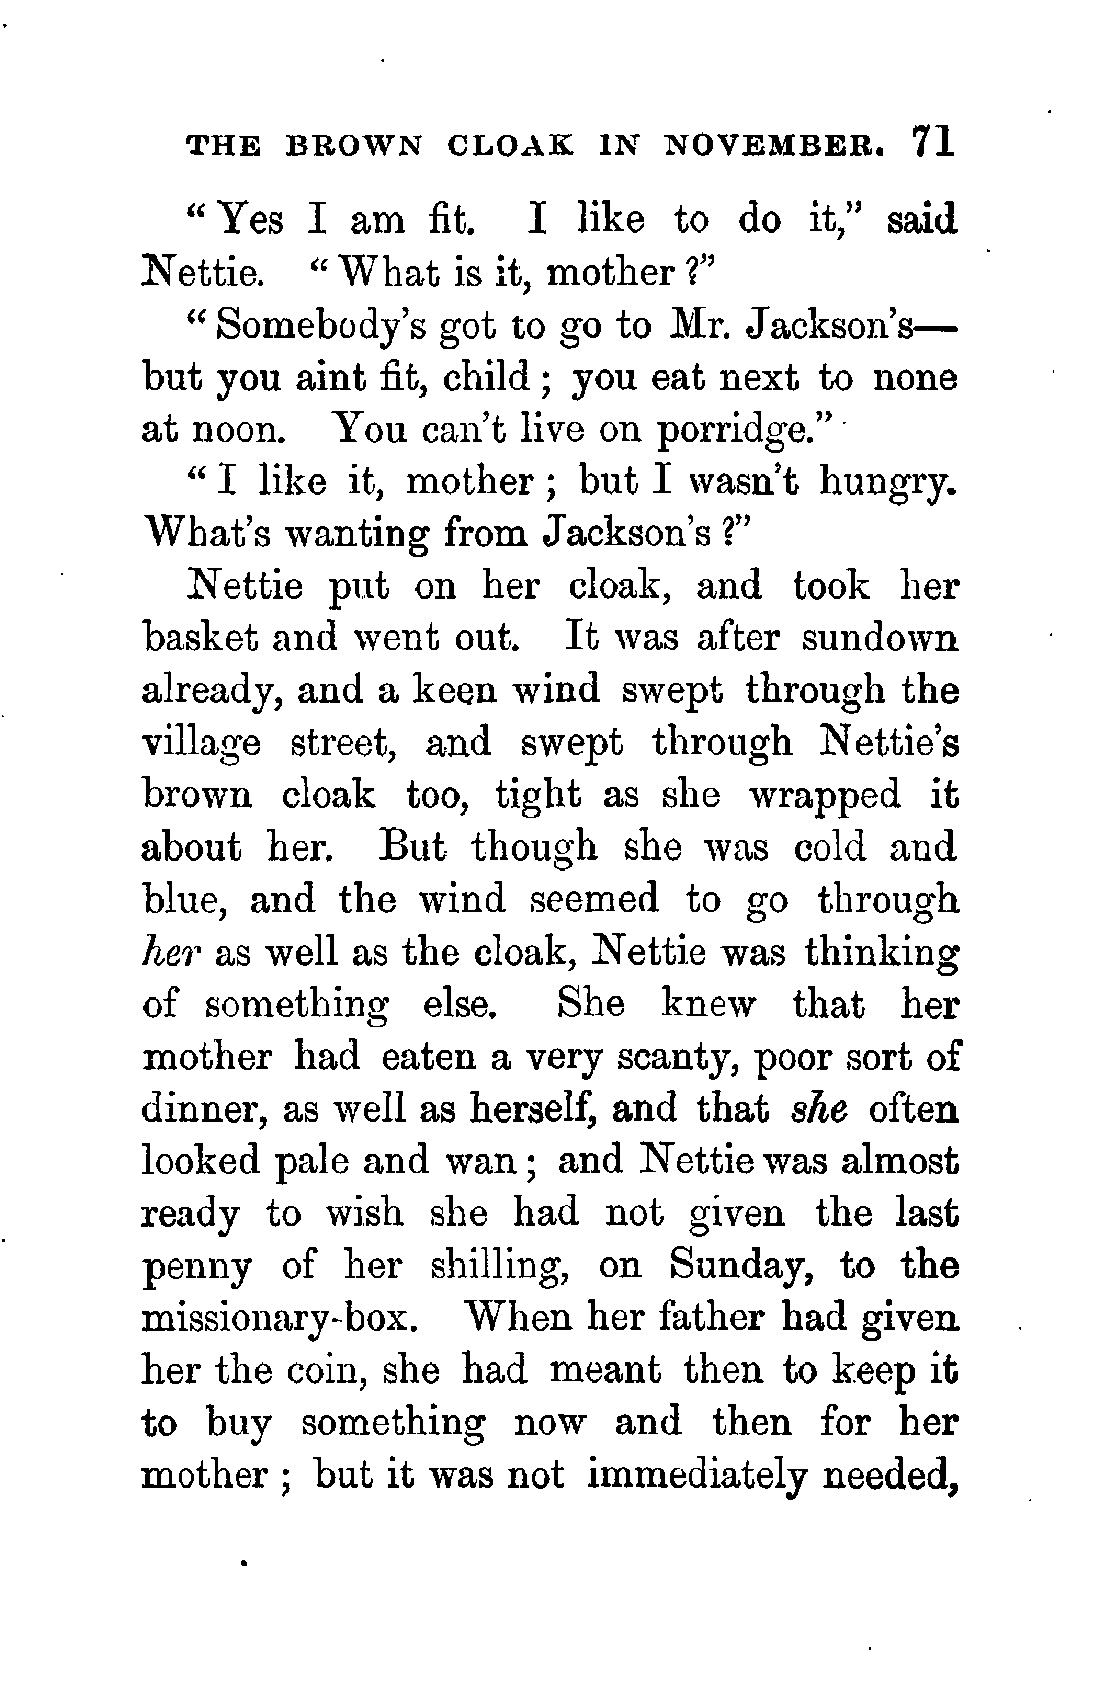 THE BROWN CLOAK IN NOVEMBER. 71
“Yes I am fit. I like to do it,” said
Nettie. “What is it, mother?”
“Somebody’s got to go to Mr. Jackson’s—
but you aint fit, child; you eat next to none
at noon. You can’t live on porridge.”
“I like it, mother; but I wasn’t hungry.
What’s wanting from Jackson’s?”
Nettie put on her cloak, and took her
basket and went out. It was after sundown
already, and a keen wind swept through the
village street, and swept through Nettie’s
brown cloak too, tight as she wrapped it
about her. But though she was cold and
blue, and the wind seemed to go through
her as well as the cloak, Nettie was thinking
of something else. She knew that her
mother had eaten a very scanty, poor sort of
dinner, as well as herself, and that she often
looked pale and wan; and Nettie was almost
ready to wish she had not given the last
penny of her shilling, on Sunday, to the
missionary-box. When her father had given
her the coin, she had meant then to keep it
to buy something now and then for her
mother; but it was not immediately needed,